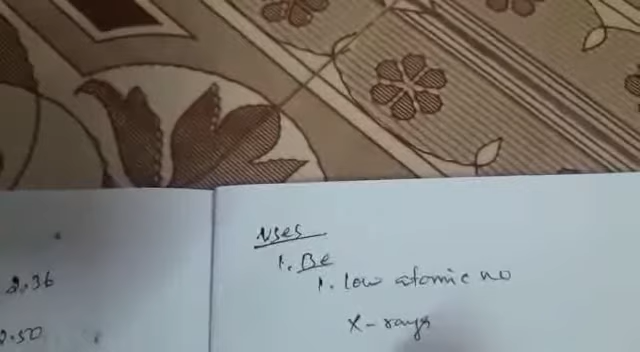 2.36
2.50
Uses
1. Be
1. low atomic no
X-rays